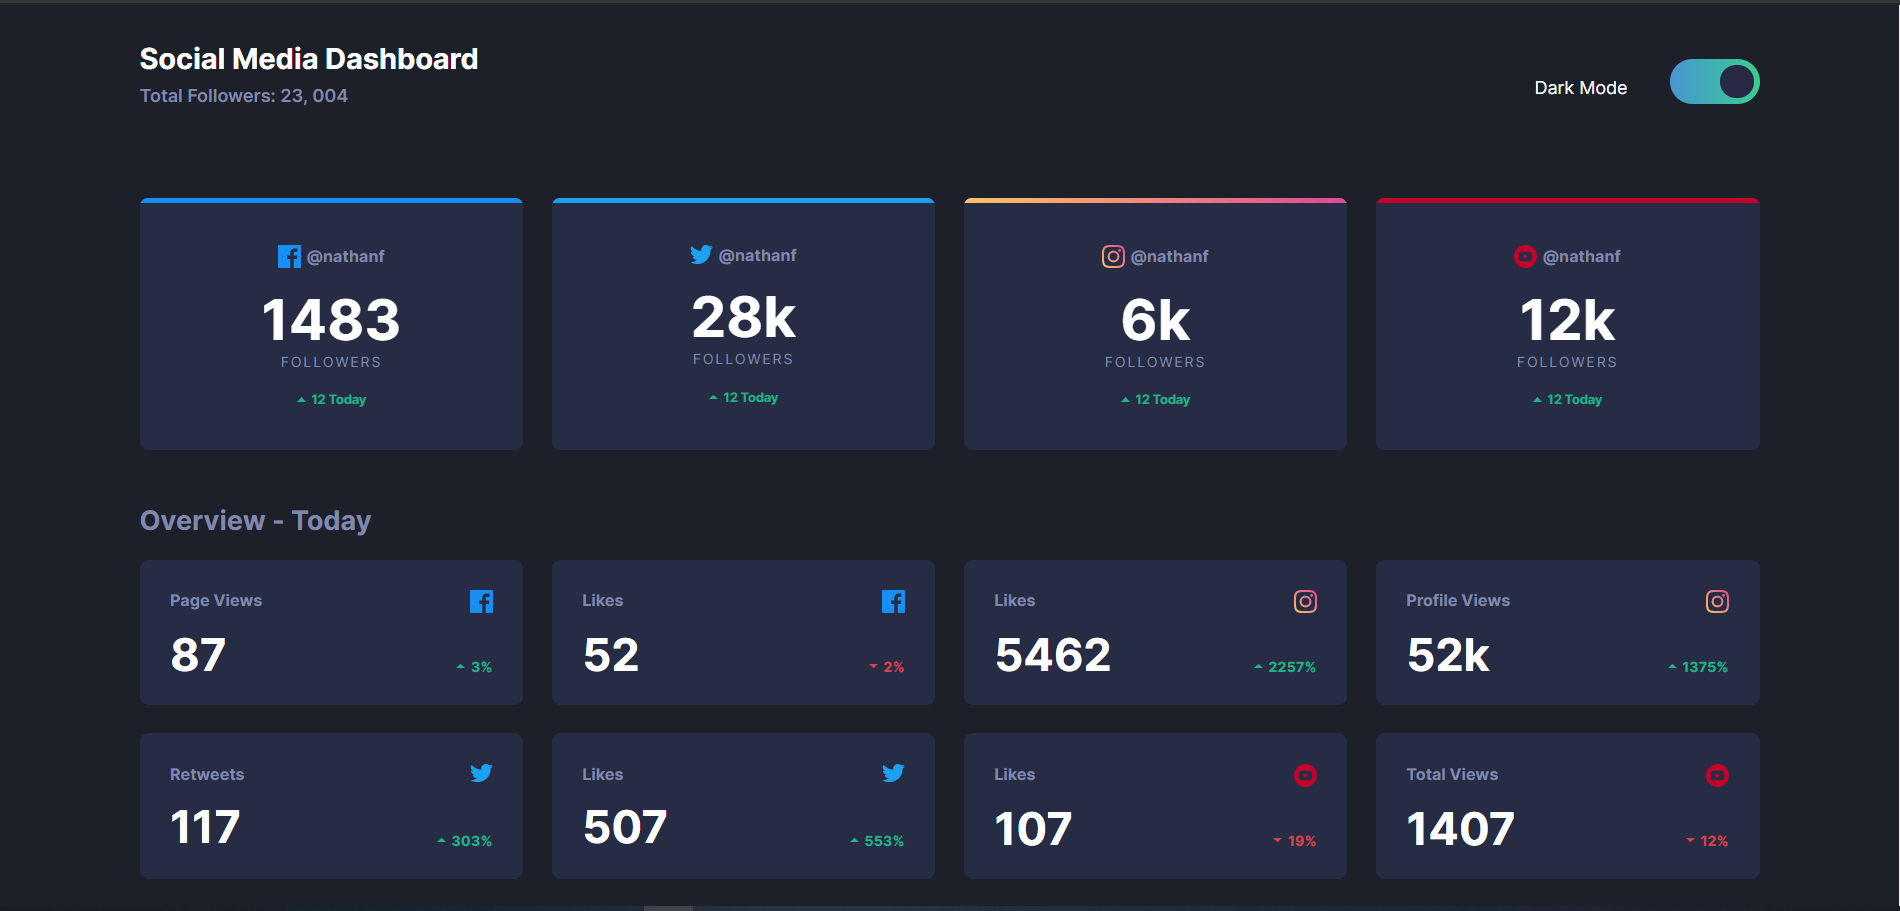 Social Media Dashboard
Total Followers: 23, 004
Dark Mode
@nathanf
1483
FOLLOWERS
12 Today
@nathanf
28k
FOLLOWERS
12 Today
@nathanf
6k
FOLLOWERS
12 Today
@nathanf
12k
FOLLOWERS
12 Today
Overview - Today
Page Views
87
3%
Likes
52
2%
Likes
5462
2257%
Profile Views
52k
1375%
Retweets
117
303%
Likes
507
553%
Likes
107
19%
Total Views
1407
12%